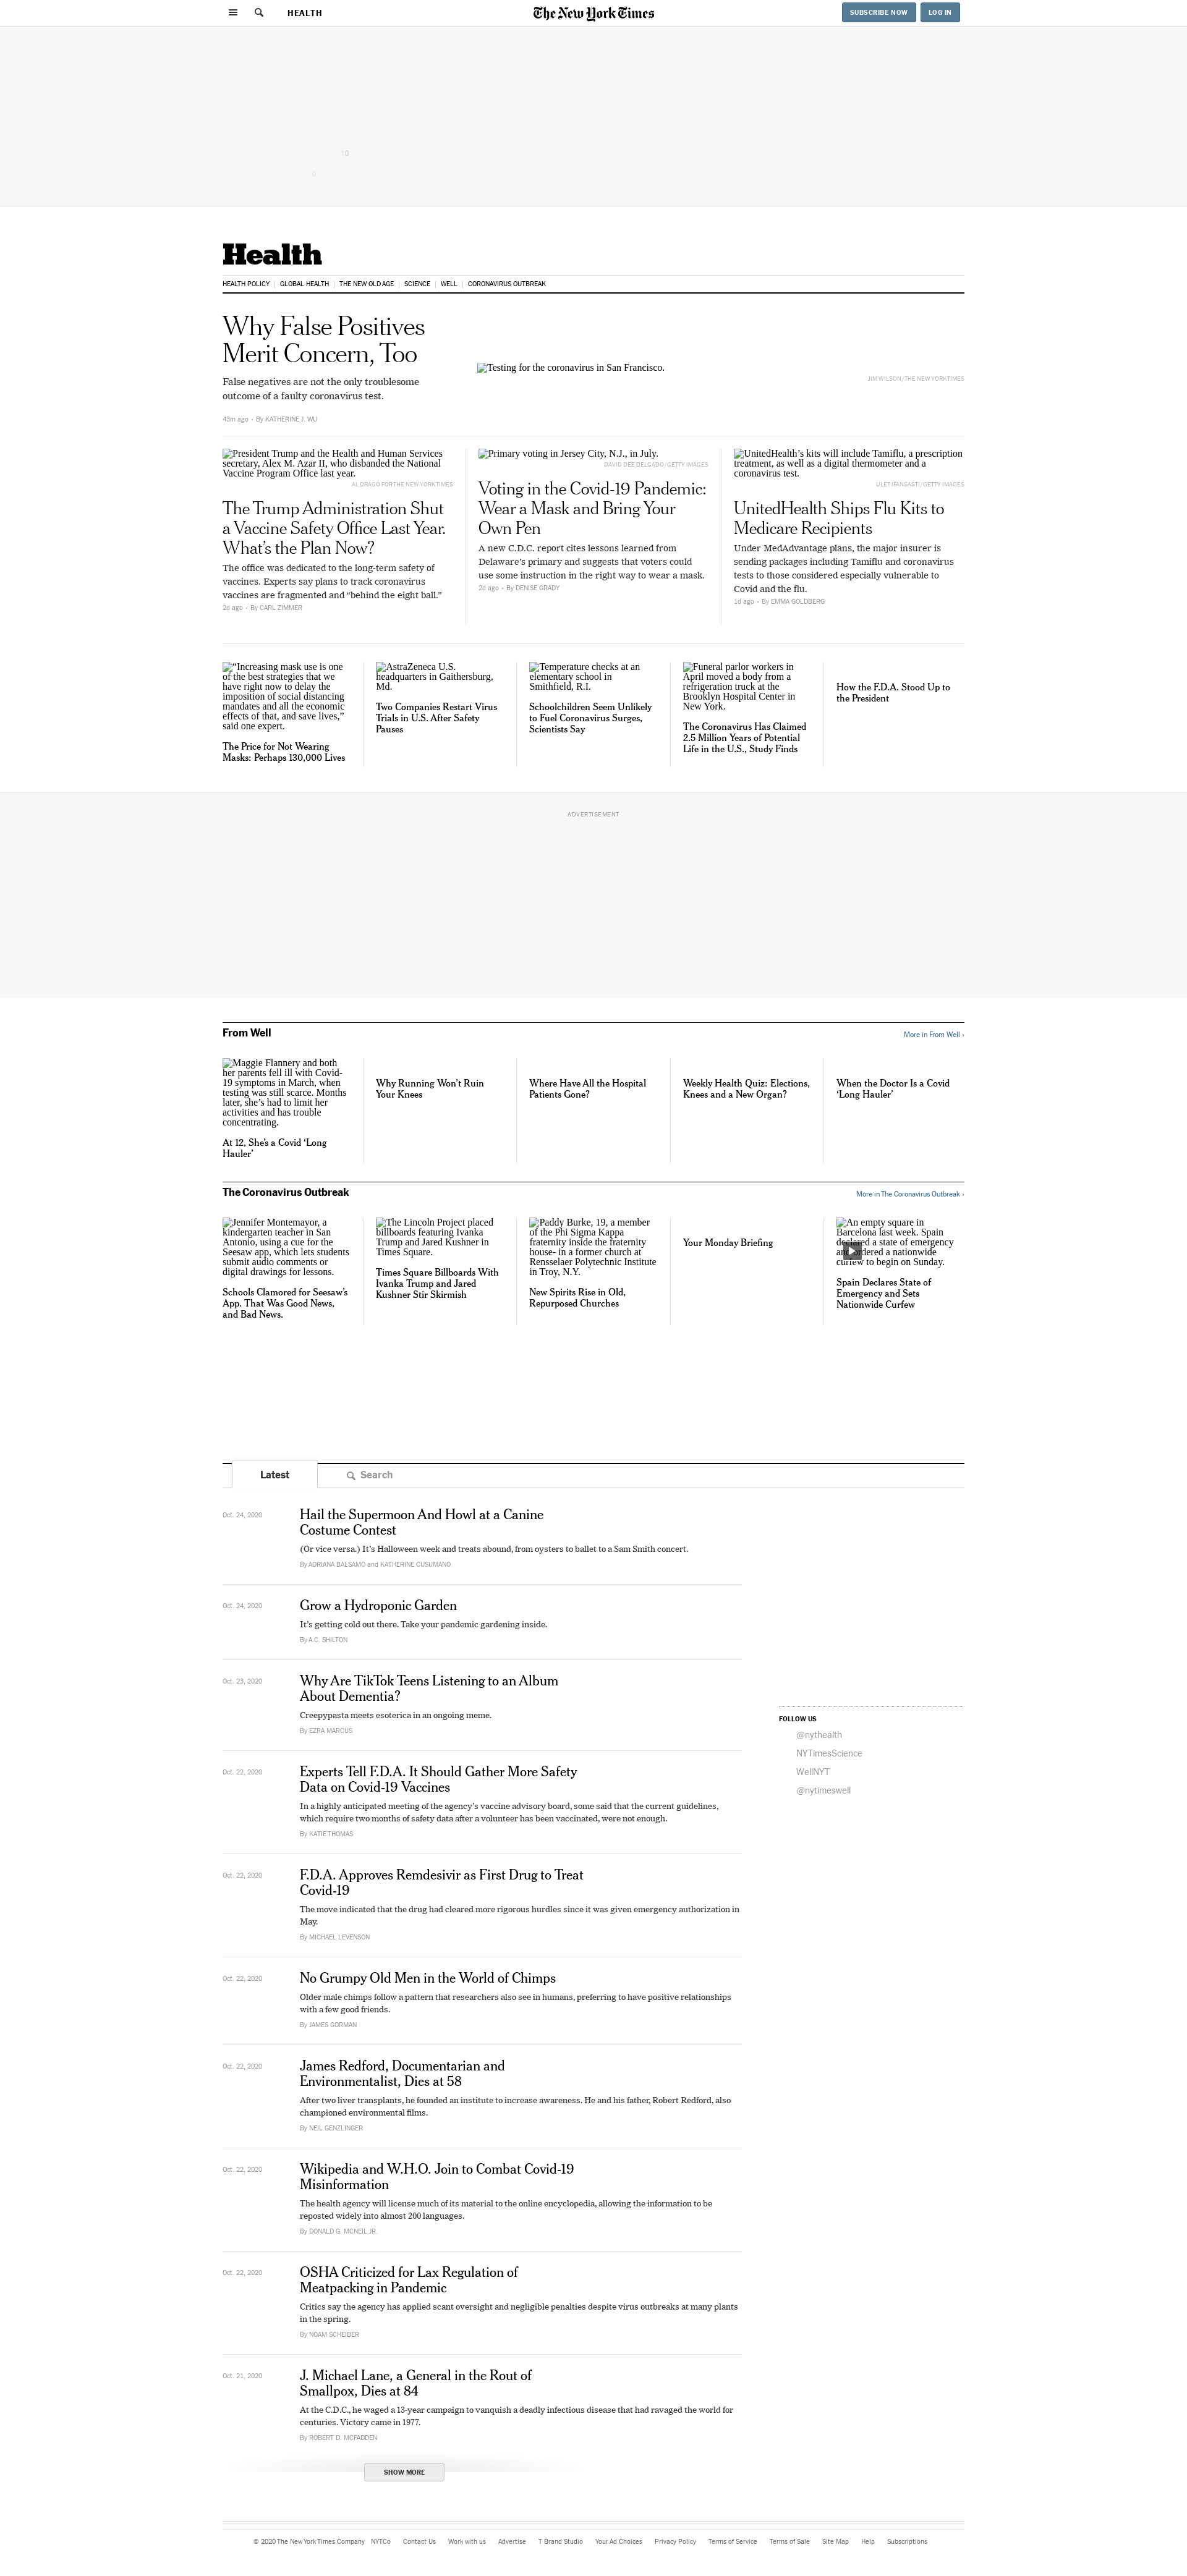 HEALTH
The New York Times
SUBSCRIBE NOW
LOG IN
Health
HEALTH POLICY
GLOBAL HEALTH
THE NEW OLD AGE
SCIENCE
WELL
CORONAVIRUS OUTBREAK
Why False Positives
Merit Concern, Too
False negatives are not the only troublesome
outcome of a faulty coronavirus test.
43m ago - By KATHERINE J. WU
Testing for the coronavirus in San Francisco.
JIM WILSON/THE NEW YORK TIMES
President Trump and the Health and Human Services
secretary, Alex M. Azar II, who disbanded the National
Vaccine Program Office last year.
AL DRAGO FOR THE NEW YORK TIMES
The Trump Administration Shut
a Vaccine Safety Office Last Year.
What’s the Plan Now?
The office was dedicated to the long-term safety of
vaccines. Experts say plans to track coronavirus
vaccines are fragmented and “behind the eight ball.”
2d ago - By CARL ZIMMER
Primary voting in Jersey City, N.J., in July.
DAVID DEE DELGADO/GETTY IMAGES
Voting in the Covid-19 Pandemic:
Wear a Mask and Bring Your
Own Pen
A new C.D.C. report cites lessons learned from
Delaware’s primary and suggests that voters could
use some instruction in the right way to wear a mask.
2d ago - By DENISE GRADY
UnitedHealth’s kits will include Tamiflu, a prescription
treatment, as well as a digital thermometer and a
coronavirus test.
ULET IFANSASTI/GETTY IMAGES
UnitedHealth Ships Flu Kits to
Medicare Recipients
Under MedAdvantage plans, the major insurer is
sending packages including Tamiflu and coronavirus
tests to those considered especially vulnerable to
Covid and the flu.
1d ago - By EMMA GOLDBERG
“Increasing mask use is one
of the best strategies that we
have right now to delay the
imposition of social distancing
mandates and all the economic
effects of that, and save lives,”
said one expert.
The Price for Not Wearing
Masks: Perhaps 130,000 Lives
AstraZeneca U.S.
headquarters in Gaithersburg,
Md.
Two Companies Restart Virus
Trials in U.S. After Safety
Pauses
Temperature checks at an
elementary school in
Smithfield, R.I.
Schoolchildren Seem Unlikely
to Fuel Coronavirus Surges,
Scientists Say
Funeral parlor workers in
April moved a body from a
refrigeration truck at the
Brooklyn Hospital Center in
New York.
The Coronavirus Has Claimed
2.5 Million Years of Potential
Life in the U.S., Study Finds
How the F.D.A. Stood Up to
the President
ADVERTISEMENT
From Well
More in From Well ›
Maggie Flannery and both
her parents fell ill with Covid-
19 symptoms in March, when
testing was still scarce. Months
later, she’s had to limit her
activities and has trouble
concentrating.
At 12, She’s a Covid ‘Long
Hauler’
Why Running Won’t Ruin
Your Knees
Where Have All the Hospital
Patients Gone?
Weekly Health Quiz: Elections,
Knees and a New Organ?
When the Doctor Is a Covid
‘Long Hauler’
The Coronavirus Outbreak
More in The Coronavirus Outbreak ›
Jennifer Montemayor, a
kindergarten teacher in San
Antonio, using a cue for the
Seesaw app, which lets students
submit audio comments or
digital drawings for lessons.
Schools Clamored for Seesaw’s
App. That Was Good News,
and Bad News.
The Lincoln Project placed
billboards featuring Ivanka
Trump and Jared Kushner in
Times Square.
Times Square Billboards With
Ivanka Trump and Jared
Kushner Stir Skirmish
Paddy Burke, 19, a member
of the Phi Sigma Kappa
fraternity inside the fraternity
house- in a former church at
Rensselaer Polytechnic Institute
in Troy, N.Y.
New Spirits Rise in Old,
Repurposed Churches
Your Monday Briefing
An empty square in
Barcelona last week. Spain
declared a state of emergency
and ordered a nationwide
curfew to begin on Sunday.
Spain Declares State of
Emergency and Sets
Nationwide Curfew
Latest
Search
Oct. 24, 2020
Hail the Supermoon And Howl at a Canine
Costume Contest
(Or vice versa.) It’s Halloween week and treats abound, from oysters to ballet to a Sam Smith concert.
By ADRIANA BALSAMO and KATHERINE CUSUMANO
Oct. 24, 2020
Grow a Hydroponic Garden
It’s getting cold out there. Take your pandemic gardening inside.
By A.C. SHILTON
Oct. 23, 2020
Why Are TikTok Teens Listening to an Album
About Dementia?
Creepypasta meets esoterica in an ongoing meme.
By EZRA MARCUS
FOLLOW US
@nythealth
NYTimesScience
WellNYT
@nytimeswell
Oct. 22, 2020
Experts Tell F.D.A. It Should Gather More Safety
Data on Covid-19 Vaccines
In a highly anticipated meeting of the agency’s vaccine advisory board, some said that the current guidelines,
which require two months of safety data after a volunteer has been vaccinated, were not enough.
By KATIE THOMAS
Oct. 22, 2020
F.D.A. Approves Remdesivir as First Drug to Treat
Covid-19
The move indicated that the drug had cleared more rigorous hurdles since it was given emergency authorization in
May.
By MICHAEL LEVENSON
Oct. 22, 2020
No Grumpy Old Men in the World of Chimps
Older male chimps follow a pattern that researchers also see in humans, preferring to have positive relationships
with a few good friends.
By JAMES GORMAN
Oct. 22, 2020
James Redford, Documentarian and
Environmentalist, Dies at 58
After two liver transplants, he founded an institute to increase awareness. He and his father, Robert Redford, also
championed environmental films.
By NEIL GENZLINGER
Oct. 22, 2020
Wikipedia and W.H.O. Join to Combat Covid-19
Misinformation
The health agency will license much of its material to the online encyclopedia, allowing the information to be
reposted widely into almost 200 languages.
By DONALD G. MCNEIL JR.
Oct. 22, 2020
OSHA Criticized for Lax Regulation of
Meatpacking in Pandemic
Critics say the agency has applied scant oversight and negligible penalties despite virus outbreaks at many plants
in the spring.
By NOAM SCHEIBER
Oct. 21, 2020
J. Michael Lane, a General in the Rout of
Smallpox, Dies at 84
At the C.D.C., he waged a 13-year campaign to vanquish a deadly infectious disease that had ravaged the world for
centuries. Victory came in 1977.
By ROBERT D. MCFADDEN
SHOW MORE
© 2020 The New York Times Company NYTCo Contact Us Work with us Advertise T Brand Studio Your Ad Choices Privacy Policy Terms of Service Terms of Sale Site Map Help Subscriptions